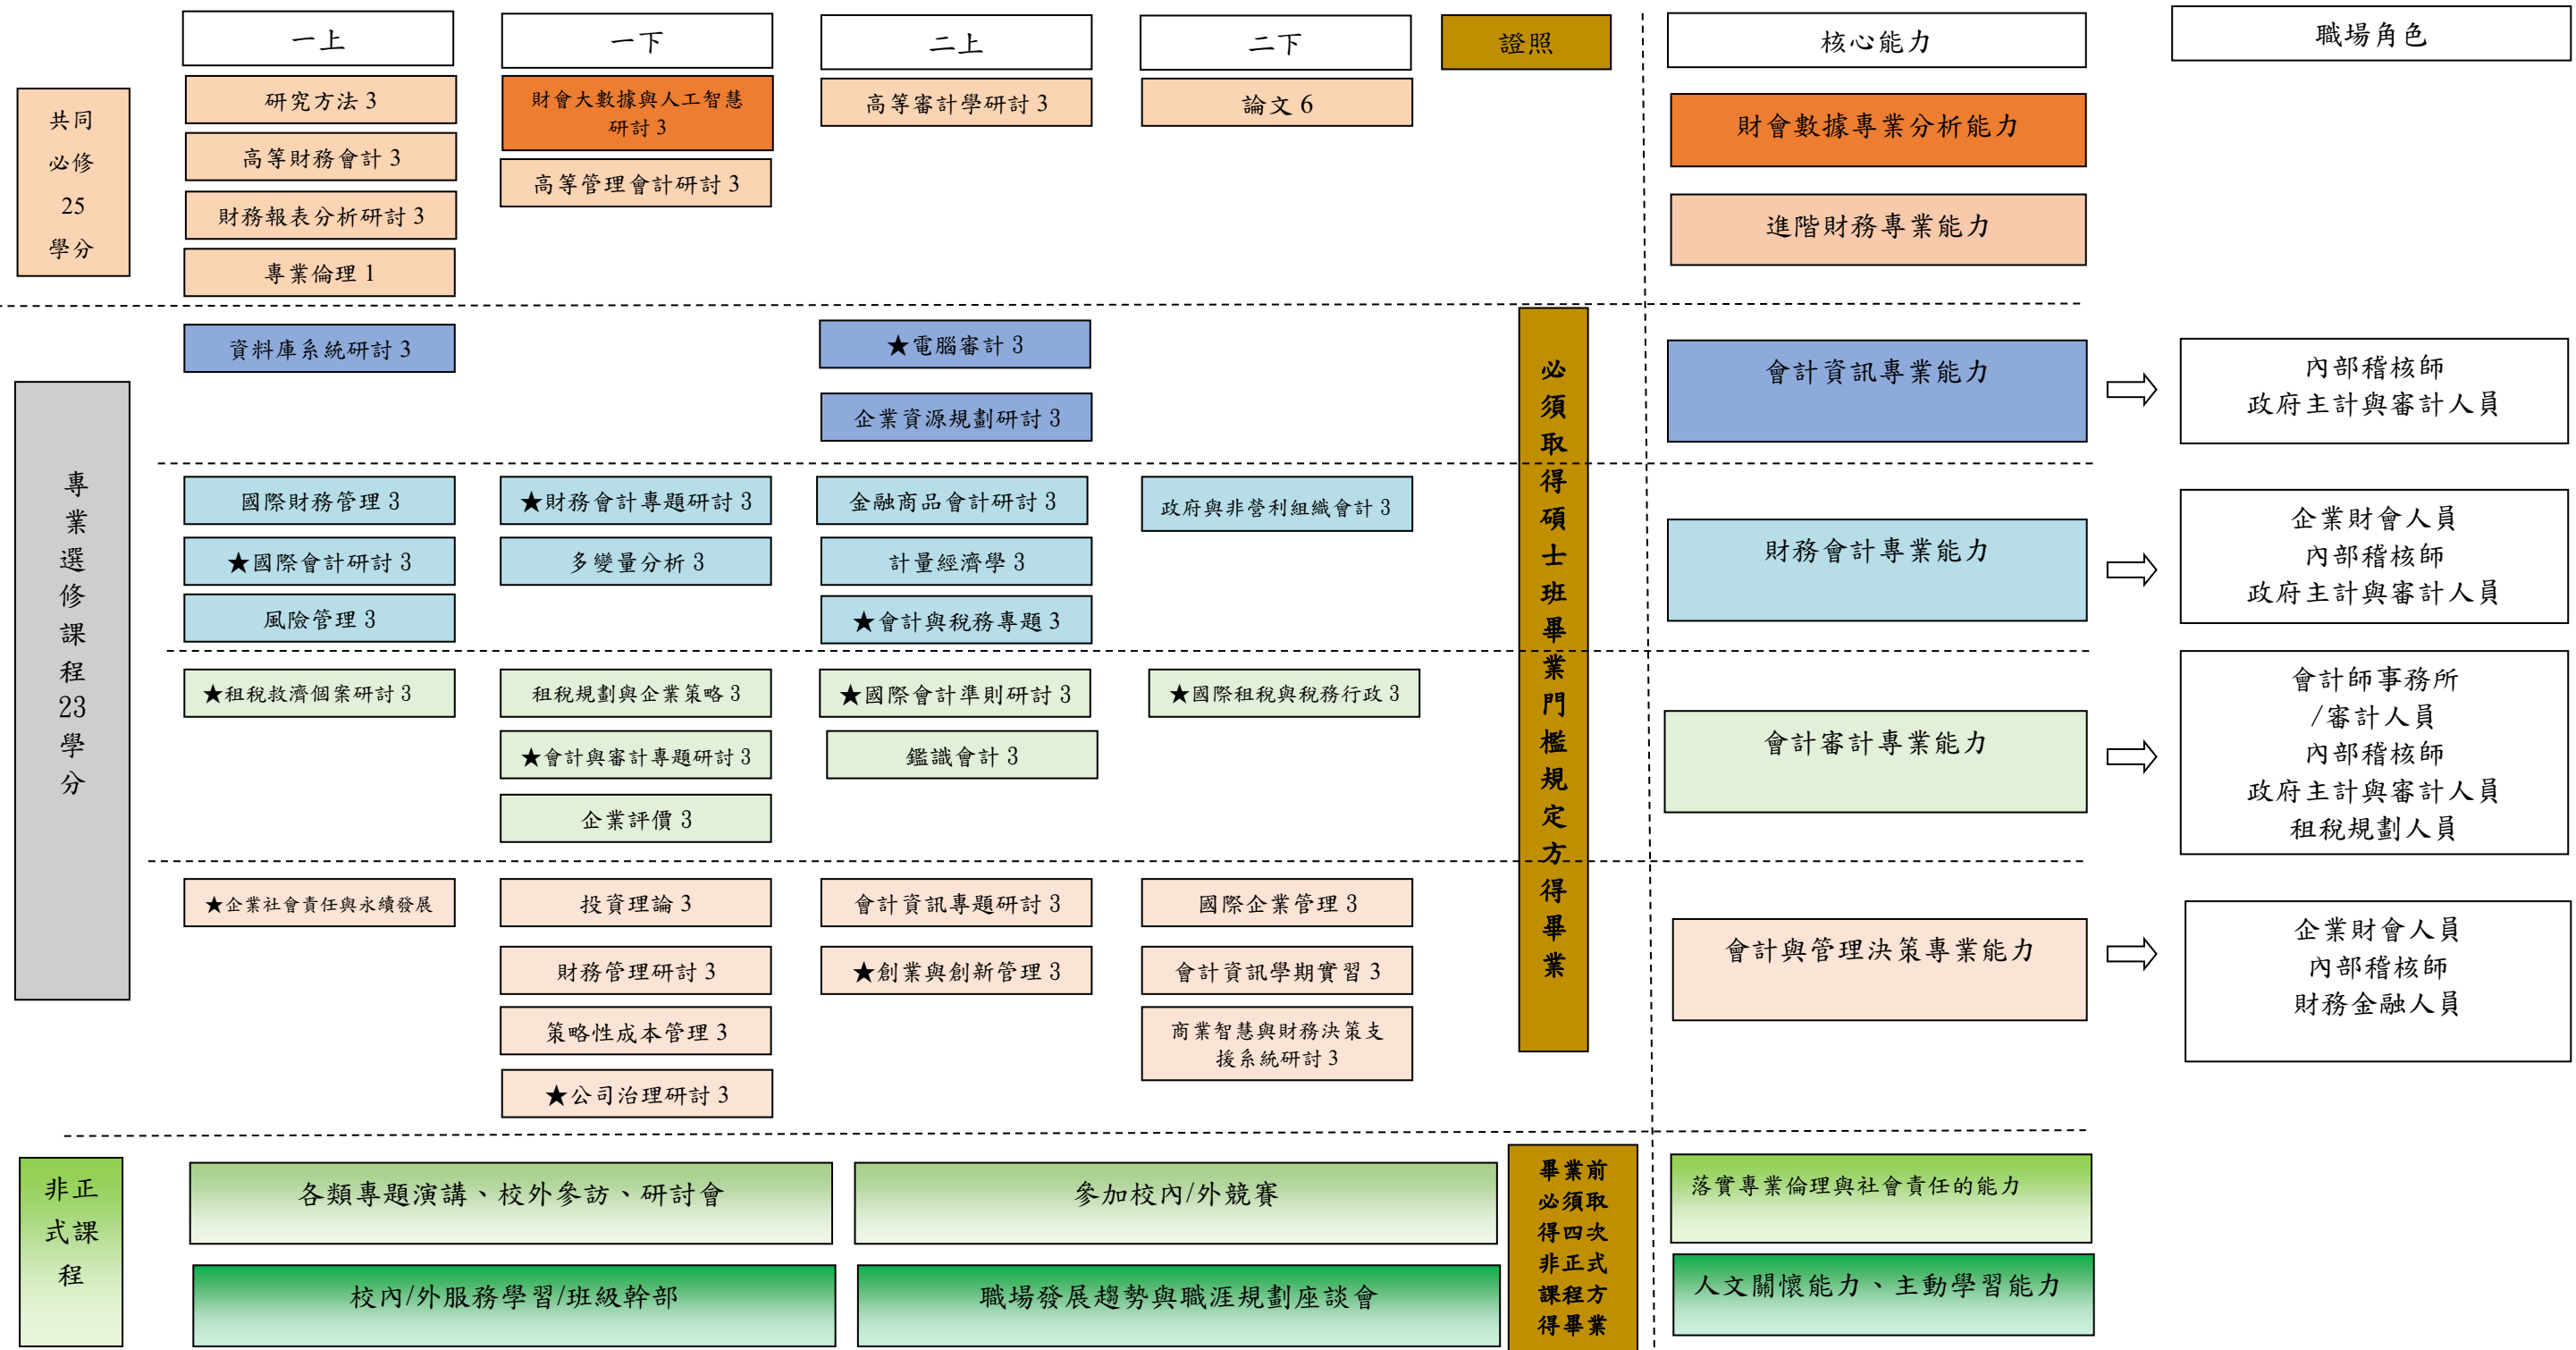 一上
一下
二上
二下
證照
核心能力
職場角色
共同
必修
25
學分
研究方法 3
高等財務會計 3
財務報表分析研討 3
專業倫理 1
財會大數據與人工智慧
研討 3
高等管理會計研討 3
高等審計學研討 3
論文 6
財會數據專業分析能力
進階財務專業能力
專
業
選
修
課
程
23
學
分
資料庫系統研討 3
★電腦審計 3
企業資源規劃研討 3
必
須
取
得
碩
士
班
畢
業
門
檻
規
定
方
得
畢
業
會計資訊專業能力
內部稽核師
政府主計與審計人員
國際財務管理 3
★國際會計研討 3
風險管理 3
★財務會計專題研討 3
多變量分析 3
金融商品會計研討 3
計量經濟學 3
★會計與稅務專題 3
政府與非營利組織會計 3
財務會計專業能力
企業財會人員
內部稽核師
政府主計與審計人員
★租稅救濟個案研討 3
租稅規劃與企業策略 3
★會計與審計專題研討 3
企業評價 3
★國際會計準則研討 3
鑑識會計 3
★國際租稅與稅務行政 3
會計審計專業能力
會計師事務所
/審計人員
內部稽核師
政府主計與審計人員
租稅規劃人員
★企業社會責任與永續發展
投資理論 3
財務管理研討 3
策略性成本管理 3
★公司治理研討 3
會計資訊專題研討 3
★創業與創新管理 3
國際企業管理 3
會計資訊學期實習 3
商業智慧與財務決策支
援系統研討 3
會計與管理決策專業能力
企業財會人員
內部稽核師
財務金融人員
非正
式課
程
各類專題演講、校外參訪、研討會
參加校內/外競賽
校內/外服務學習/班級幹部
職場發展趨勢與職涯規劃座談會
畢業前
必須取
得四次
非正式
課程方
得畢業
落實專業倫理與社會責任的能力
人文關懷能力、主動學習能力